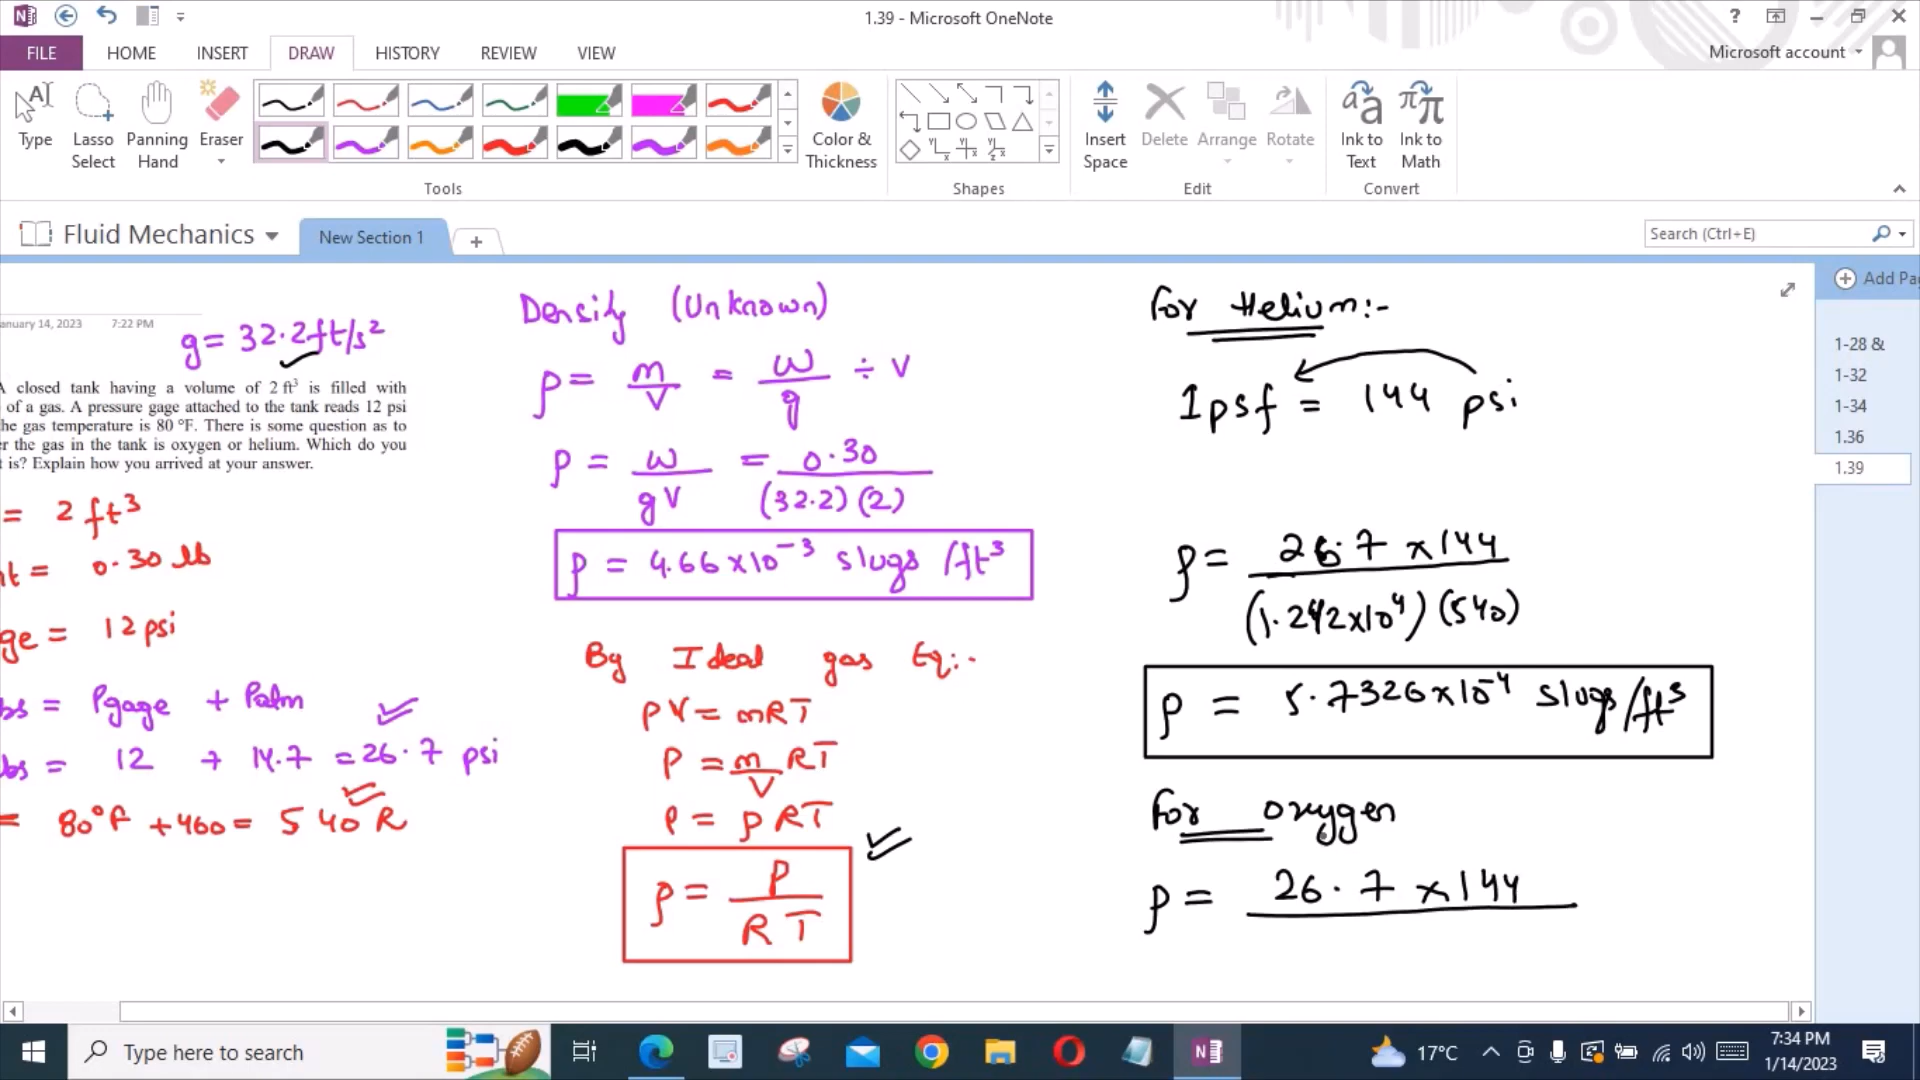 1.39 - Microsoft OneNote
FILE HOME INSERT DRAW HISTORY REVIEW VIEW
Microsoft account
Type
Lasso Select
Panning Hand
Eraser
Color & Thickness
Insert Space
Delete
Arrange
Rotate
Ink to Text
Ink to Math
Tools
Shapes
Edit
Convert
Fluid Mechanics
New Section 1
Search (Ctrl+E)
Add Pa
1-28 &
1-32
1-34
1.36
1.39
anuary 14, 2023 7:22 PM
g = 32.2 ft/s²
A closed tank having a volume of 2 ft³ is filled with
of a gas. A pressure gage attached to the tank reads 12 psi
he gas temperature is 80 °F. There is some question as to
r the gas in the tank is oxygen or helium. Which do you
t is? Explain how you arrived at your answer.
= 2 ft³
nt = 0.30 lb
ge = 12 psi
bs = Pgage + Patm
bs = 12 + 14.7 = 26.7 psi
= 80°F + 460 = 540 R
Density (Unknown)
ρ = m/V = W/g ÷ V
ρ = W/gV = 0.30/(32.2)(2)
ρ = 4.66×10⁻³ slugs/ft³
By Ideal gas Eq:-
PV = mRT
P = m/V RT
P = ρRT
ρ = P/RT
For Helium:-
1psf = 144 psi
ρ = 26.7 ×144/(1.242×10⁴)(540)
ρ = 5.7326×10⁻⁴ slugs/ft³
For oxygen
ρ = 26.7 ×144
Type here to search
17°C
7:34 PM
1/14/2023